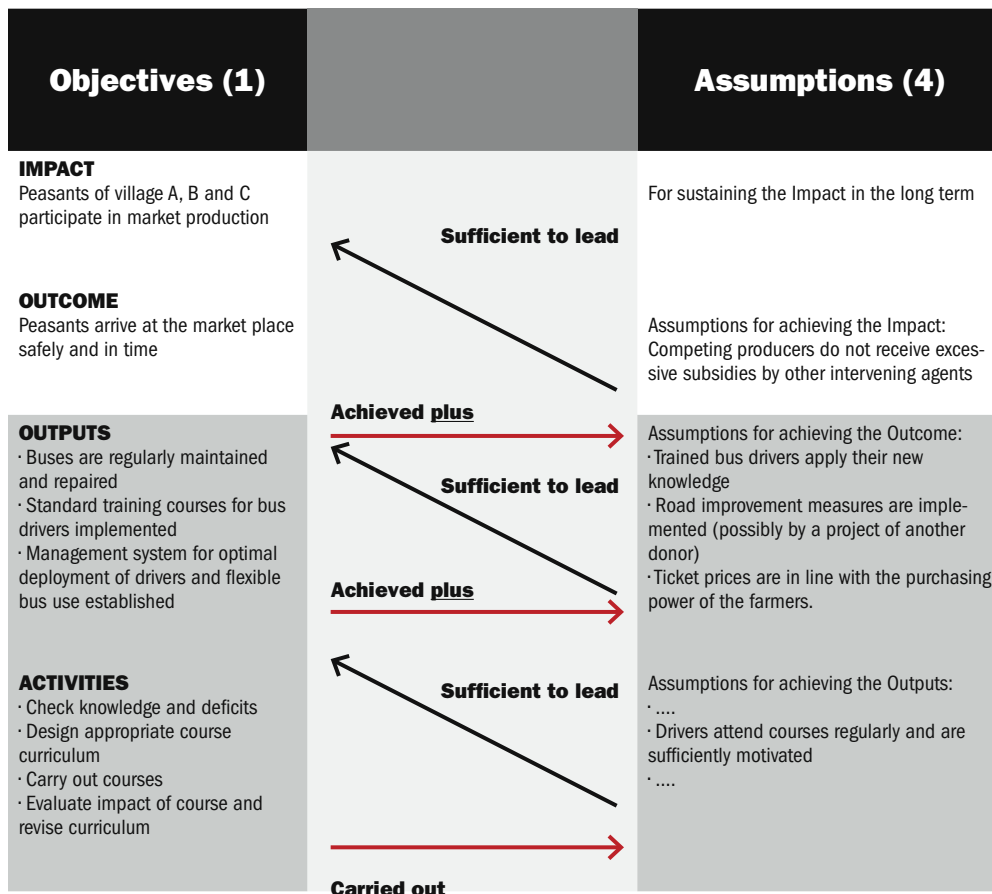 Objectives (1)
Assumptions (4)
IMPACT
Peasants of village A, B and C
participate in market production
For sustaining the Impact in the long term
Sufficient to lead
OUTCOME
Peasants arrive at the market place
safely and in time
Assumptions for achieving the Impact:
Competing producers do not receive exces-
sive subsidies by other intervening agents
Achieved plus
OUTPUTS
· Buses are regularly maintained
and repaired
· Standard training courses for bus
drivers implemented
· Management system for optimal
deployment of drivers and flexible
bus use established
Sufficient to lead
Assumptions for achieving the Outcome:
· Trained bus drivers apply their new
knowledge
· Road improvement measures are imple-
mented (possibly by a project of another
donor)
· Ticket prices are in line with the purchasing
power of the farmers.
Achieved plus
ACTIVITIES
· Check knowledge and deficits
· Design appropriate course
curriculum
· Carry out courses
· Evaluate impact of course and
revise curriculum
Sufficient to lead
Assumptions for achieving the Outputs:
· ....
· Drivers attend courses regularly and are
sufficiently motivated
· ....
Carried out